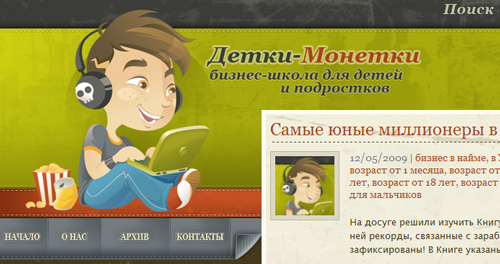 Поиск
Детки-Монетки
бизнес-школа для детей
и подростков
НАЧАЛО
О НАС
АРХИВ
КОНТАКТЫ
Самые юные миллионеры в
12/05/2009 | бизнес в найме, в
возраст от 1 месяца, возраст от
лет, возраст от 18 лет, возраст
для мальчиков
На досуге решили изучить Книгу
ней рекорды, связанные с зараб
зафиксированы! В Книге указаны